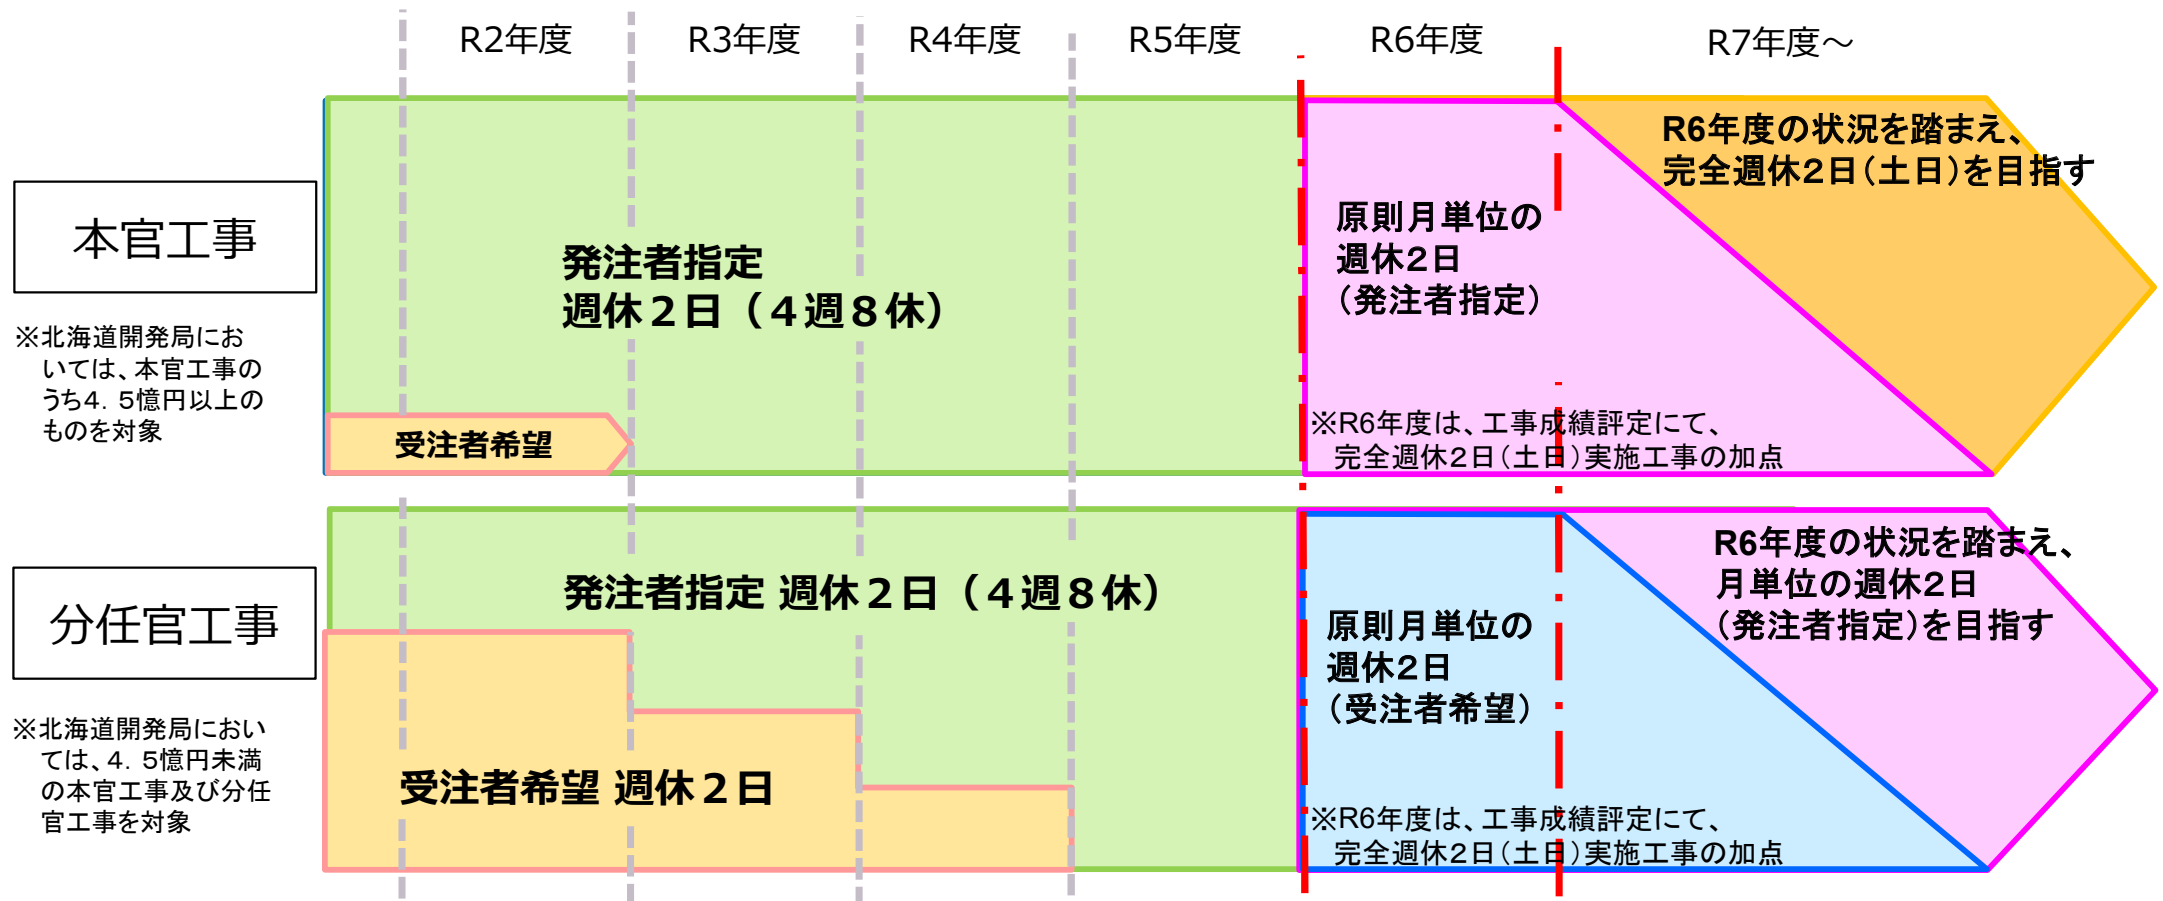 R2年度
R3年度
R4年度
R5年度
R6年度
R7年度～
本官工事
※北海道開発局にお
いては、本官工事の
うち4．5憶円以上の
ものを対象
発注者指定
週休２日（４週８休）
受注者希望
原則月単位の
週休2日
（発注者指定）
※R6年度は、工事成績評定にて、
完全週休2日（土日）実施工事の加点
R6年度の状況を踏まえ、
完全週休2日（土日）を目指す
分任官工事
※北海道開発局におい
ては、4．5憶円未満
の本官工事及び分任
官工事を対象
発注者指定 週休２日（４週８休）
受注者希望 週休２日
原則月単位の
週休2日
（受注者希望）
※R6年度は、工事成績評定にて、
完全週休2日（土日）実施工事の加点
R6年度の状況を踏まえ、
月単位の週休2日
（発注者指定）を目指す